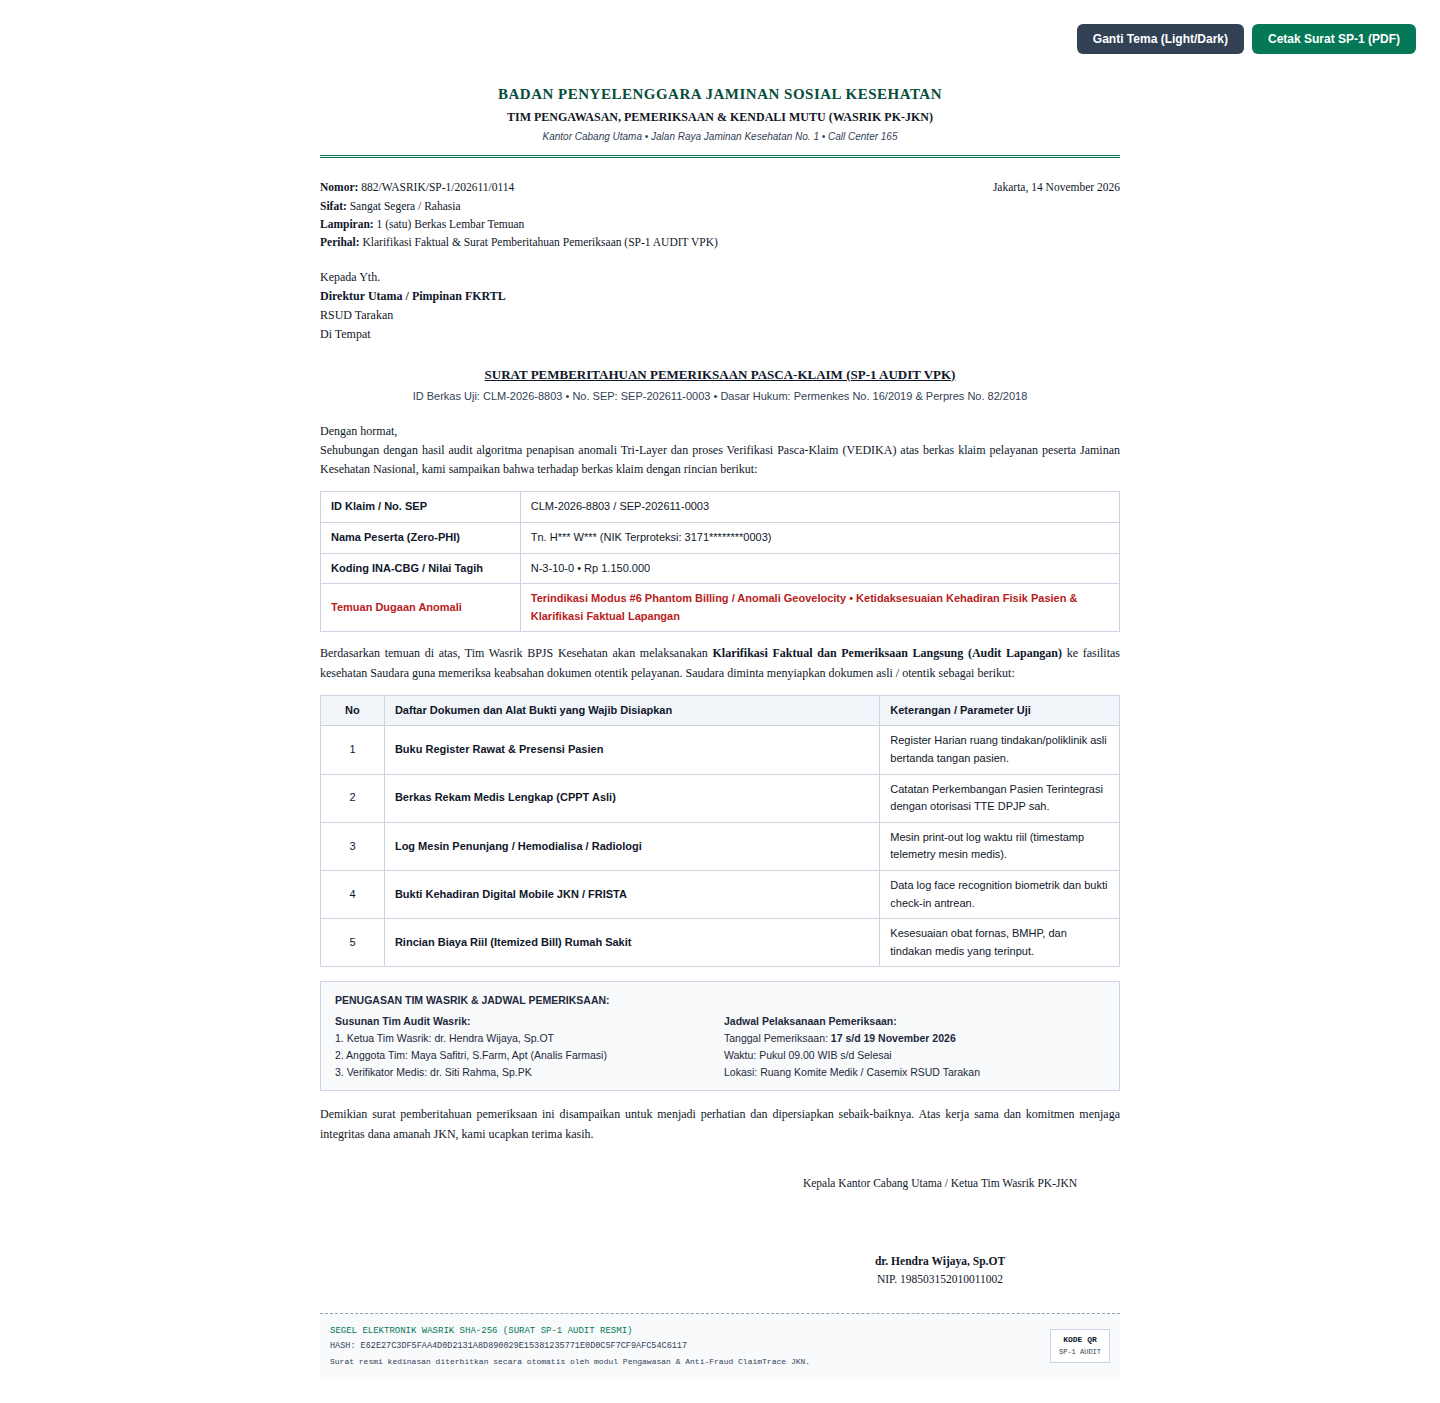 Ganti Tema (Light/Dark)
Cetak Surat SP-1 (PDF)
BADAN PENYELENGGARA JAMINAN SOSIAL KESEHATAN
TIM PENGAWASAN, PEMERIKSAAN & KENDALI MUTU (WASRIK PK-JKN)
Kantor Cabang Utama • Jalan Raya Jaminan Kesehatan No. 1 • Call Center 165
Nomor: 882/WASRIK/SP-1/202611/0114
Jakarta, 14 November 2026
Sifat: Sangat Segera / Rahasia
Lampiran: 1 (satu) Berkas Lembar Temuan
Perihal: Klarifikasi Faktual & Surat Pemberitahuan Pemeriksaan (SP-1 AUDIT VPK)
Kepada Yth.
Direktur Utama / Pimpinan FKRTL
RSUD Tarakan
Di Tempat
SURAT PEMBERITAHUAN PEMERIKSAAN PASCA-KLAIM (SP-1 AUDIT VPK)
ID Berkas Uji: CLM-2026-8803 • No. SEP: SEP-202611-0003 • Dasar Hukum: Permenkes No. 16/2019 & Perpres No. 82/2018
Dengan hormat,
Sehubungan dengan hasil audit algoritma penapisan anomali Tri-Layer dan proses Verifikasi Pasca-Klaim (VEDIKA) atas berkas klaim pelayanan peserta Jaminan
Kesehatan Nasional, kami sampaikan bahwa terhadap berkas klaim dengan rincian berikut:
ID Klaim / No. SEP
CLM-2026-8803 / SEP-202611-0003
Nama Peserta (Zero-PHI)
Tn. H*** W*** (NIK Terproteksi: 3171********0003)
Koding INA-CBG / Nilai Tagih
N-3-10-0 • Rp 1.150.000
Temuan Dugaan Anomali
Terindikasi Modus #6 Phantom Billing / Anomali Geovelocity • Ketidaksesuaian Kehadiran Fisik Pasien &
Klarifikasi Faktual Lapangan
Berdasarkan temuan di atas, Tim Wasrik BPJS Kesehatan akan melaksanakan Klarifikasi Faktual dan Pemeriksaan Langsung (Audit Lapangan) ke fasilitas
kesehatan Saudara guna memeriksa keabsahan dokumen otentik pelayanan. Saudara diminta menyiapkan dokumen asli / otentik sebagai berikut:
No
Daftar Dokumen dan Alat Bukti yang Wajib Disiapkan
Keterangan / Parameter Uji
1
Buku Register Rawat & Presensi Pasien
Register Harian ruang tindakan/poliklinik asli
bertanda tangan pasien.
2
Berkas Rekam Medis Lengkap (CPPT Asli)
Catatan Perkembangan Pasien Terintegrasi
dengan otorisasi TTE DPJP sah.
3
Log Mesin Penunjang / Hemodialisa / Radiologi
Mesin print-out log waktu riil (timestamp
telemetry mesin medis).
4
Bukti Kehadiran Digital Mobile JKN / FRISTA
Data log face recognition biometrik dan bukti
check-in antrean.
5
Rincian Biaya Riil (Itemized Bill) Rumah Sakit
Kesesuaian obat fornas, BMHP, dan
tindakan medis yang terinput.
PENUGASAN TIM WASRIK & JADWAL PEMERIKSAAN:
Susunan Tim Audit Wasrik:
1. Ketua Tim Wasrik: dr. Hendra Wijaya, Sp.OT
2. Anggota Tim: Maya Safitri, S.Farm, Apt (Analis Farmasi)
3. Verifikator Medis: dr. Siti Rahma, Sp.PK
Jadwal Pelaksanaan Pemeriksaan:
Tanggal Pemeriksaan: 17 s/d 19 November 2026
Waktu: Pukul 09.00 WIB s/d Selesai
Lokasi: Ruang Komite Medik / Casemix RSUD Tarakan
Demikian surat pemberitahuan pemeriksaan ini disampaikan untuk menjadi perhatian dan dipersiapkan sebaik-baiknya. Atas kerja sama dan komitmen menjaga
integritas dana amanah JKN, kami ucapkan terima kasih.
Kepala Kantor Cabang Utama / Ketua Tim Wasrik PK-JKN
dr. Hendra Wijaya, Sp.OT
NIP. 198503152010011002
SEGEL ELEKTRONIK WASRIK SHA-256 (SURAT SP-1 AUDIT RESMI)
HASH: E62E27C3DF5FAA4D0D2131A8D890029E15381235771E0D0C5F7CF9AFC54C6117
Surat resmi kedinasan diterbitkan secara otomatis oleh modul Pengawasan & Anti-Fraud ClaimTrace JKN.
KODE QR
SP-1 AUDIT